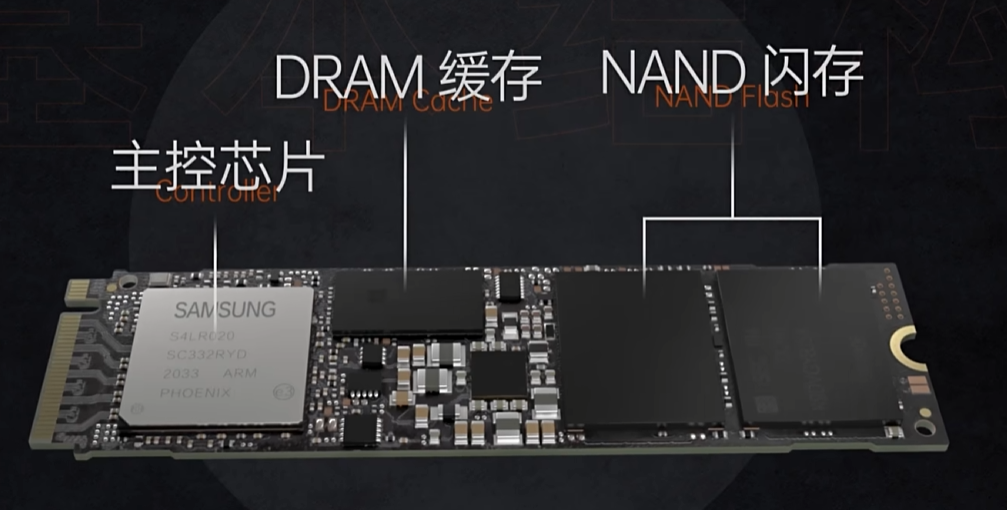 DRAM 缓存
DRAM Cache
NAND 闪存
NAND Flash
主控芯片
Controller
SAMSUNG
S4LR020
SC332RYD
2033 ARM
PHOENIX